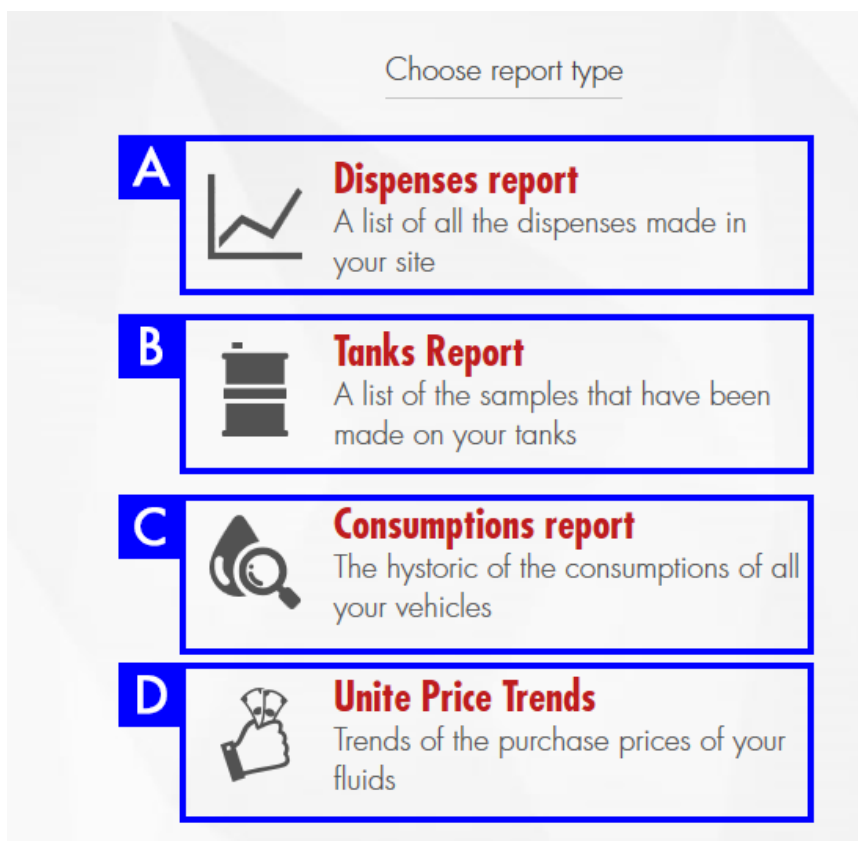 Choose report type
A
Dispenses report
A list of all the dispenses made in
your site
B
Tanks Report
A list of the samples that have been
made on your tanks
C
Consumptions report
The hystoric of the consumptions of all
your vehicles
D
Unite Price Trends
Trends of the purchase prices of your
fluids